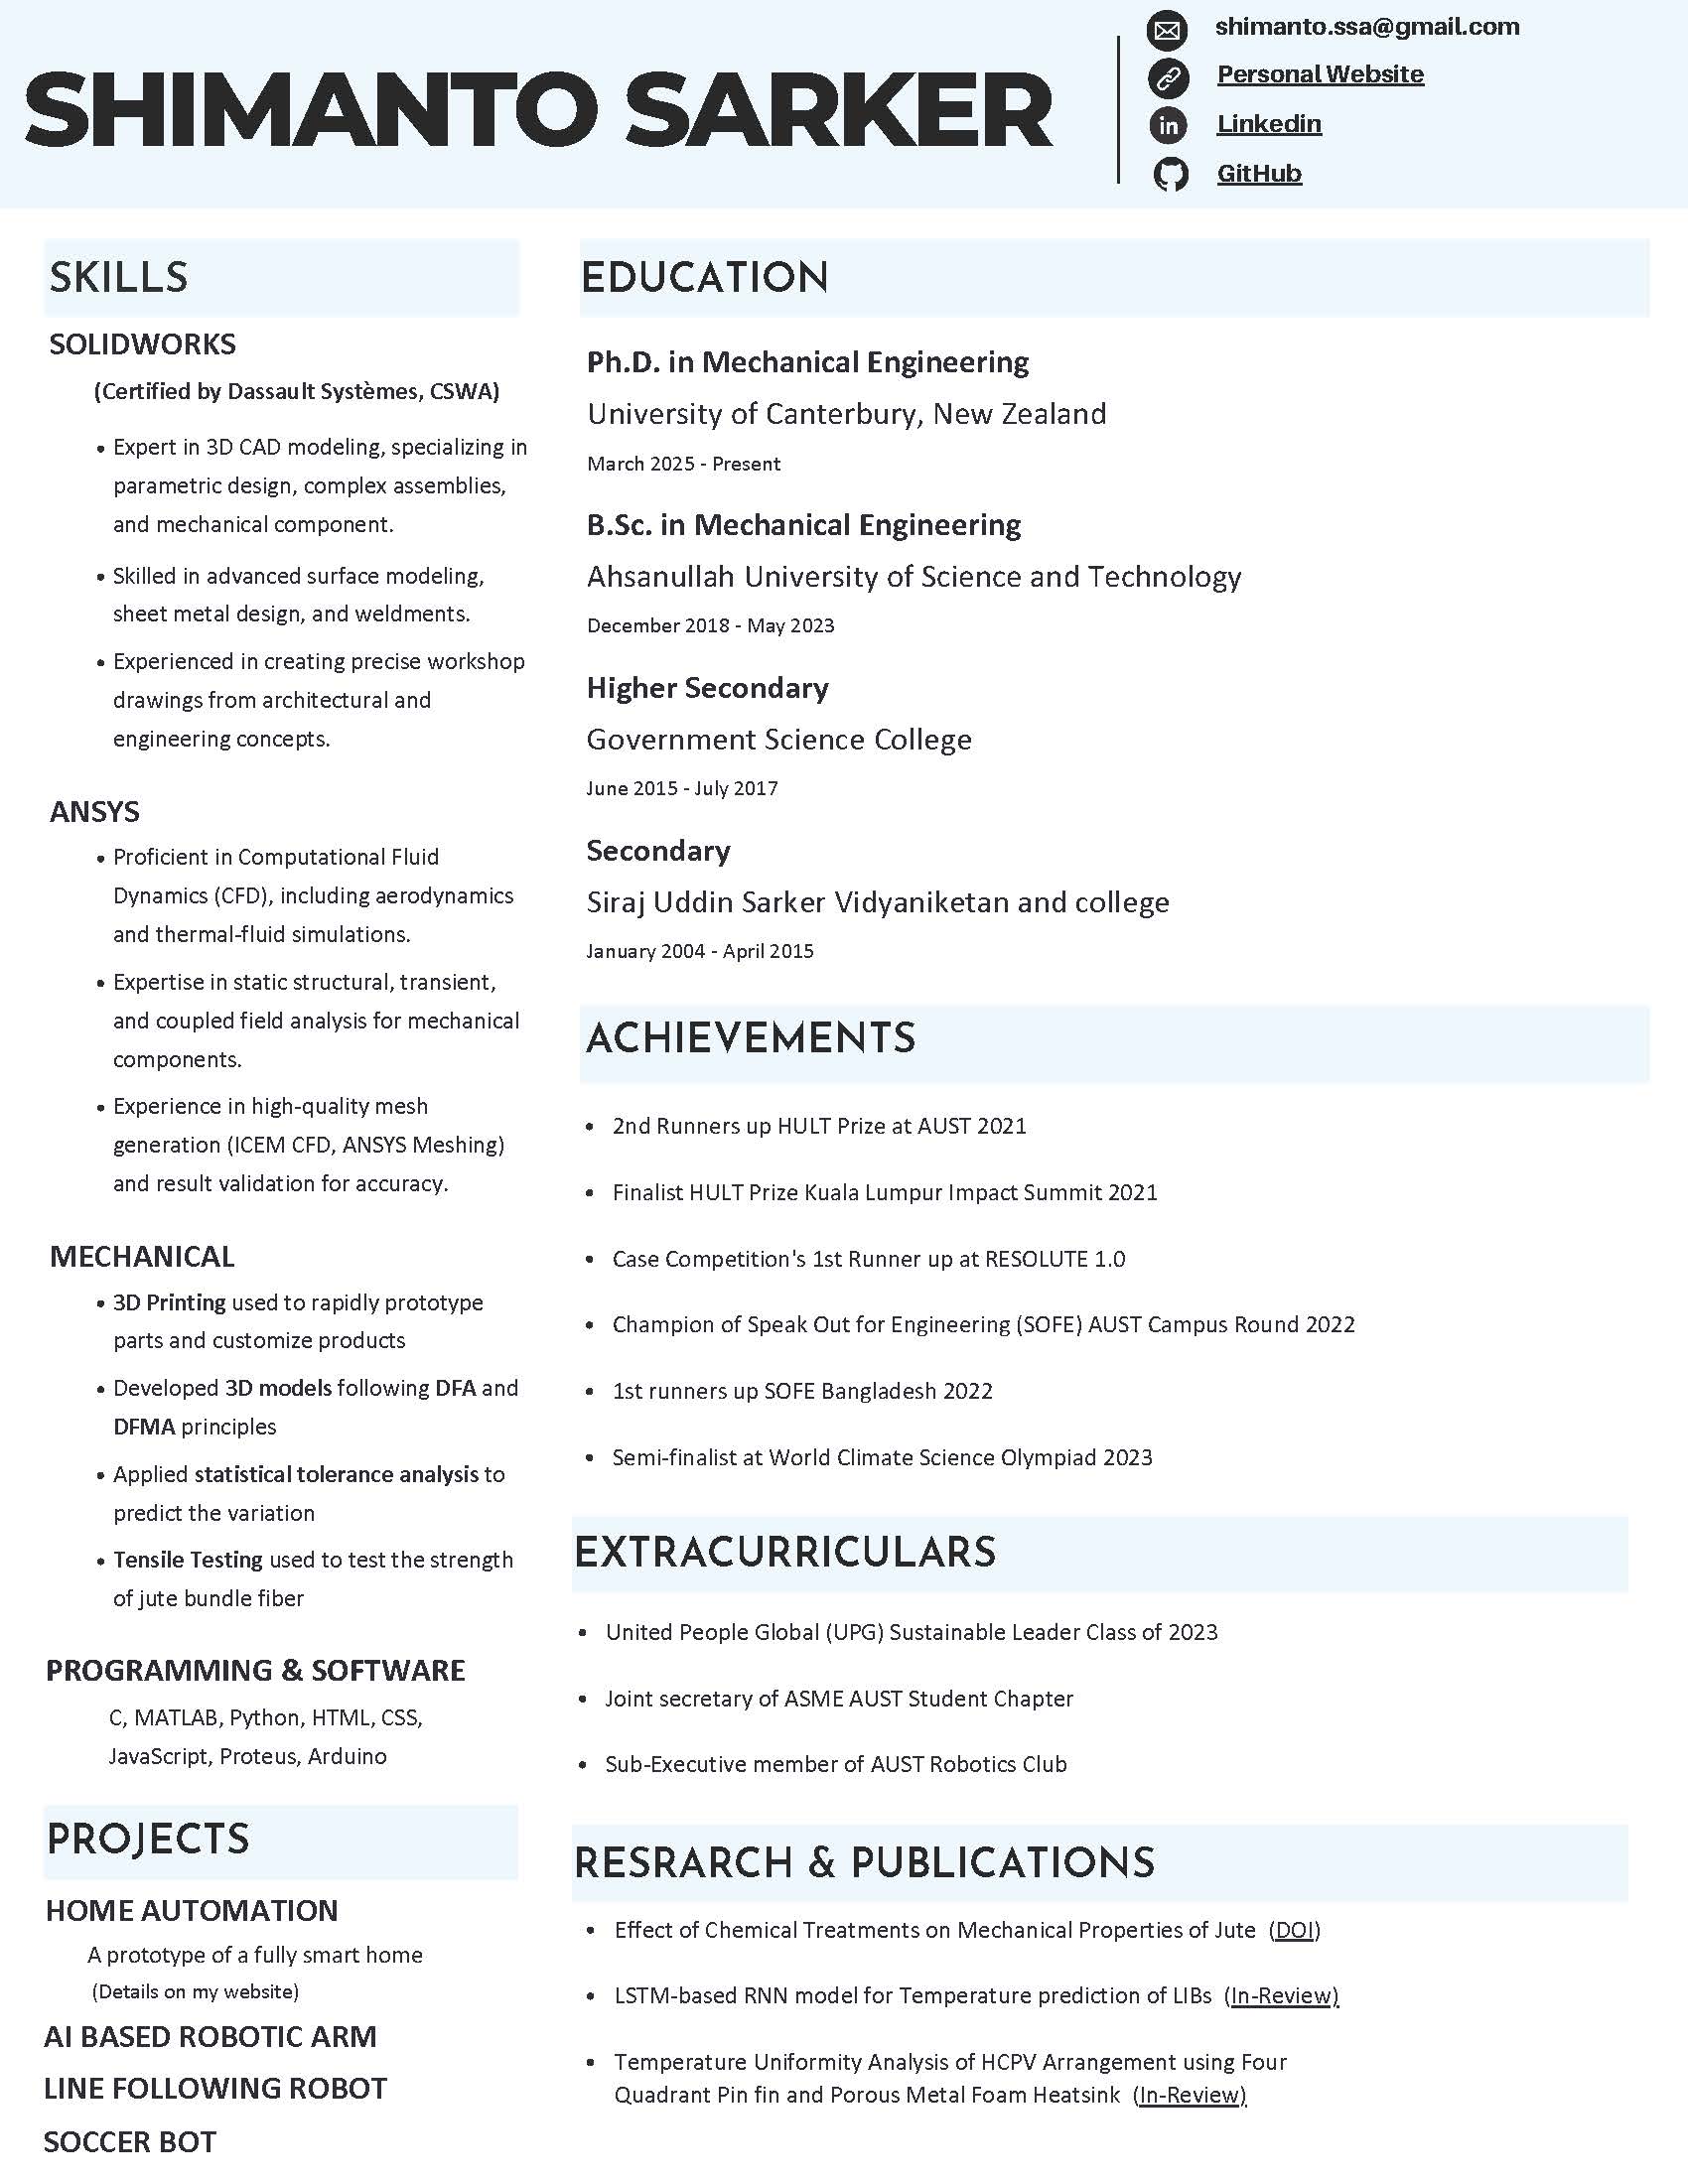 SHIMANTO SARKER
shimanto.ssa@gmail.com
Personal Website
Linkedin
GitHub
SKILLS
SOLIDWORKS
(Certified by Dassault Systèmes, CSWA)
• Expert in 3D CAD modeling, specializing in
parametric design, complex assemblies,
and mechanical component.
• Skilled in advanced surface modeling,
sheet metal design, and weldments.
• Experienced in creating precise workshop
drawings from architectural and
engineering concepts.
ANSYS
• Proficient in Computational Fluid
Dynamics (CFD), including aerodynamics
and thermal-fluid simulations.
• Expertise in static structural, transient,
and coupled field analysis for mechanical
components.
• Experience in high-quality mesh
generation (ICEM CFD, ANSYS Meshing)
and result validation for accuracy.
MECHANICAL
• 3D Printing used to rapidly prototype
parts and customize products
• Developed 3D models following DFA and
DFMA principles
• Applied statistical tolerance analysis to
predict the variation
• Tensile Testing used to test the strength
of jute bundle fiber
PROGRAMMING & SOFTWARE
C, MATLAB, Python, HTML, CSS,
JavaScript, Proteus, Arduino
PROJECTS
HOME AUTOMATION
A prototype of a fully smart home
(Details on my website)
AI BASED ROBOTIC ARM
LINE FOLLOWING ROBOT
SOCCER BOT
EDUCATION
Ph.D. in Mechanical Engineering
University of Canterbury, New Zealand
March 2025 - Present
B.Sc. in Mechanical Engineering
Ahsanullah University of Science and Technology
December 2018 - May 2023
Higher Secondary
Government Science College
June 2015 - July 2017
Secondary
Siraj Uddin Sarker Vidyaniketan and college
January 2004 - April 2015
ACHIEVEMENTS
• 2nd Runners up HULT Prize at AUST 2021
• Finalist HULT Prize Kuala Lumpur Impact Summit 2021
• Case Competition's 1st Runner up at RESOLUTE 1.0
• Champion of Speak Out for Engineering (SOFE) AUST Campus Round 2022
• 1st runners up SOFE Bangladesh 2022
• Semi-finalist at World Climate Science Olympiad 2023
EXTRACURRICULARS
• United People Global (UPG) Sustainable Leader Class of 2023
• Joint secretary of ASME AUST Student Chapter
• Sub-Executive member of AUST Robotics Club
RESRARCH & PUBLICATIONS
• Effect of Chemical Treatments on Mechanical Properties of Jute (DOI)
• LSTM-based RNN model for Temperature prediction of LIBs (In-Review)
• Temperature Uniformity Analysis of HCPV Arrangement using Four
Quadrant Pin fin and Porous Metal Foam Heatsink (In-Review)